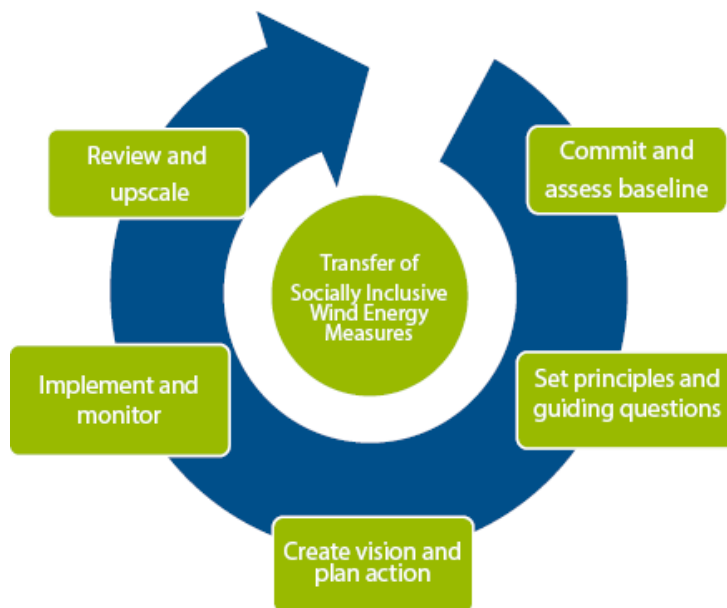 Review and
upscale
Commit and
assess baseline
Transfer of
Socially Inclusive
Wind Energy
Measures
Implement and
monitor
Set principles and
guiding questions
Create vision and
plan action